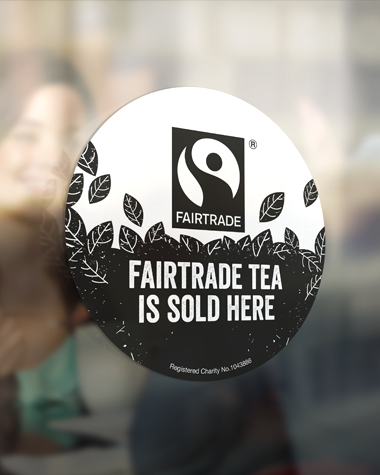 ®
FAIRTRADE
FAIRTRADE TEA
IS SOLD HERE
Registered Charity No.1043886